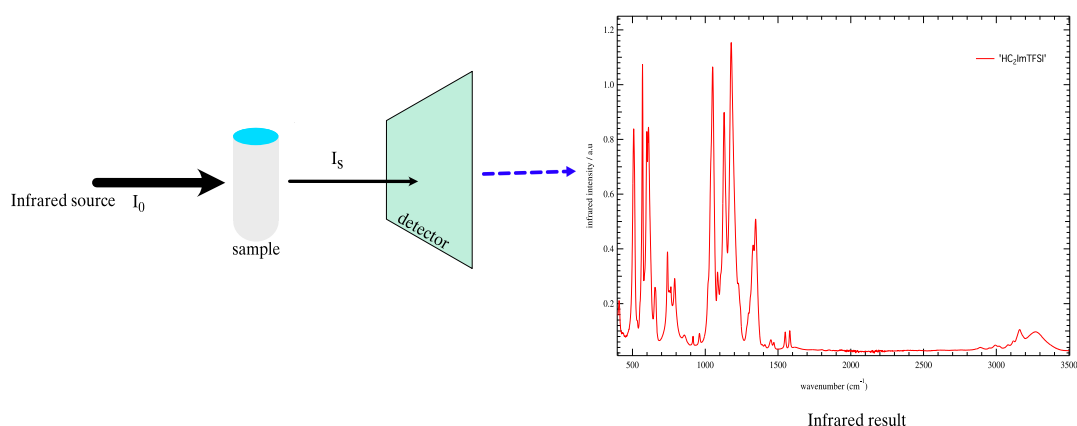 Infrared source
I0
sample
Is
detector
1.2
1.0
0.8
0.6
0.4
0.2
infrared intensity / a.u
'HC2ImTFSI'
500
1000
1500
2000
2500
3000
3500
wavenumber (cm-1)
Infrared result